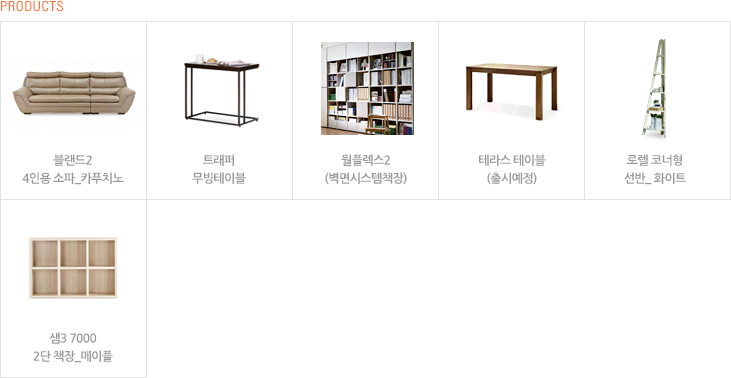 PRODUCTS
블랜드2
4인용 소파_카푸치노
트래퍼
무빙테이블
월플렉스2
(벽면시스템책장)
테라스 테이블
(출시예정)
로렐 코너형
선반_ 화이트
샘3 7000
2단 책장_메이플